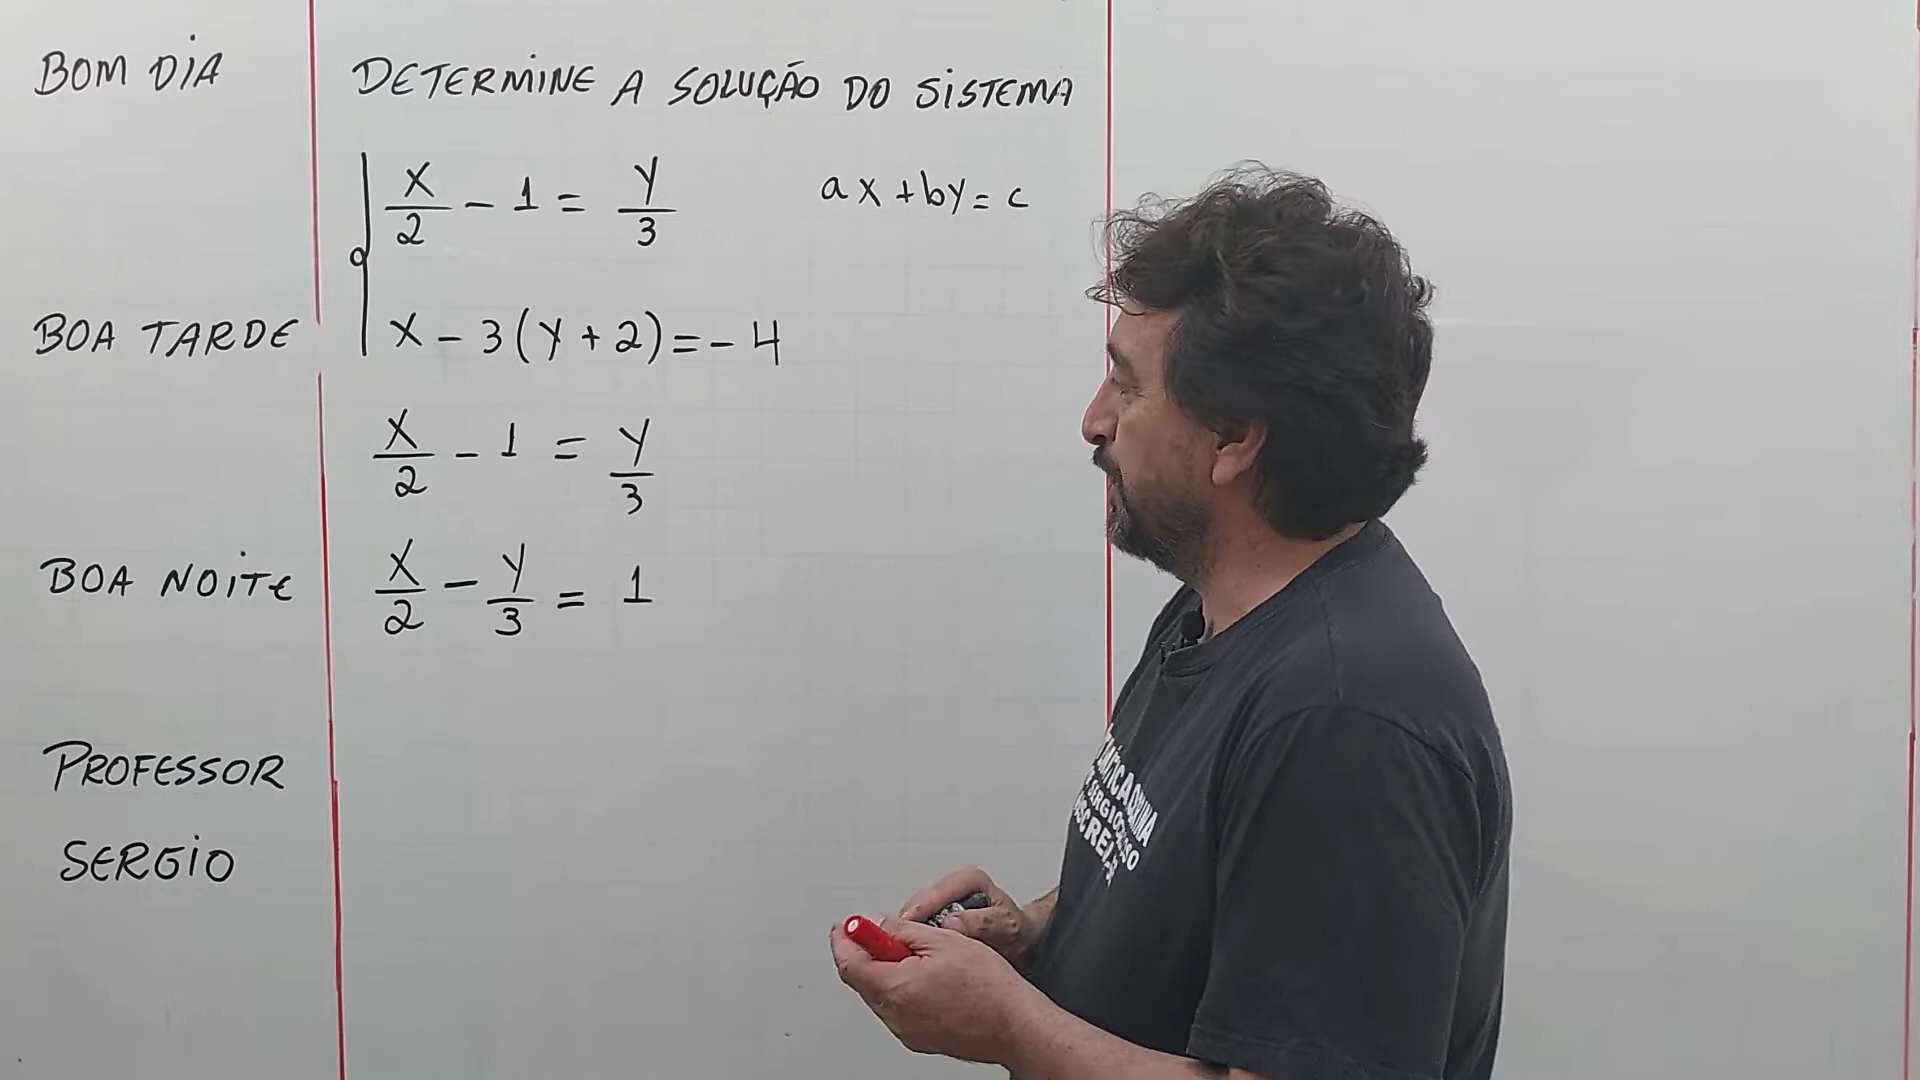 BOM DIA
BOA TARDE
BOA NOITE
PROFESSOR
SERGIO
DETERMINE A SOLUÇÃO DO SISTEMA
x/2 - 1 = y/3
ax + by = c
x - 3(y + 2) = - 4
x/2 - 1 = y/3
x/2 - y/3 = 1